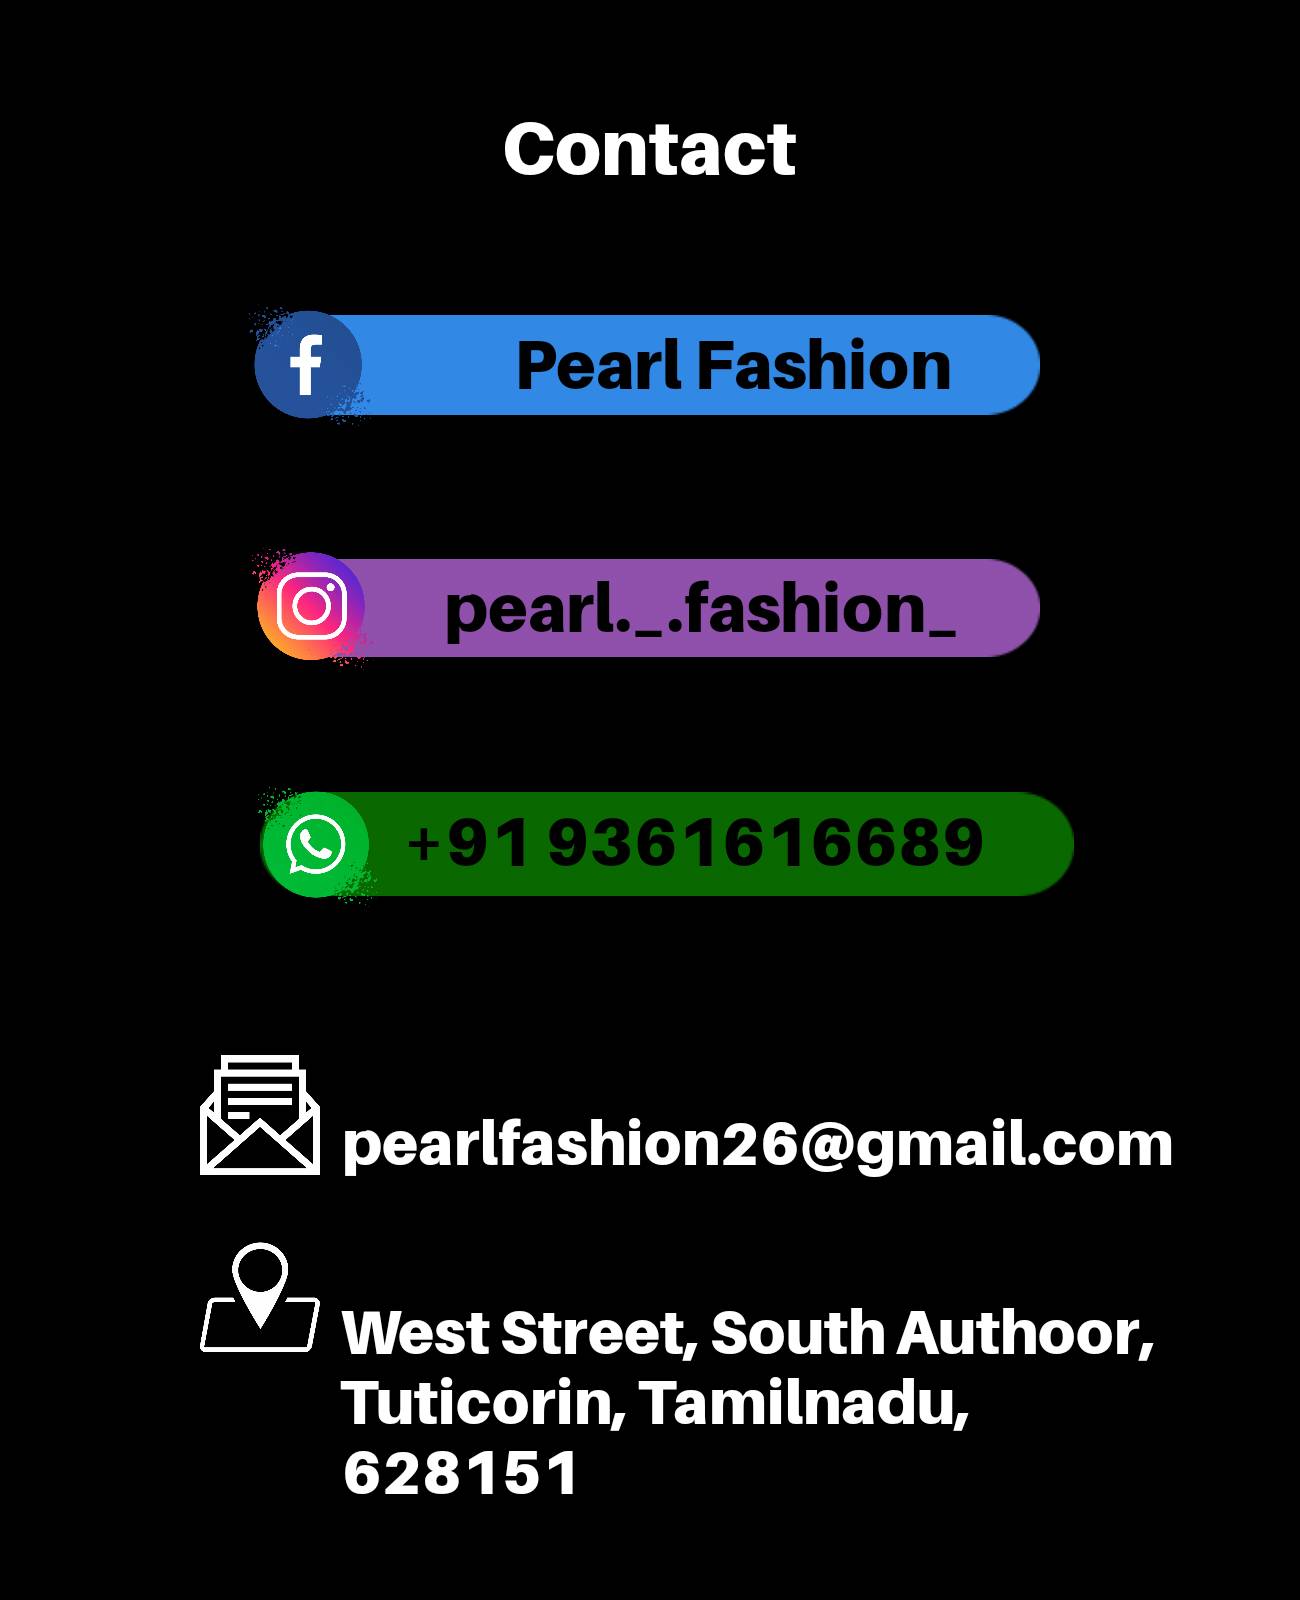 Contact
Pearl Fashion
pearl._.fashion_
+91 9361616689
pearlfashion26@gmail.com
West Street, South Authoor,
Tuticorin, Tamilnadu,
628151